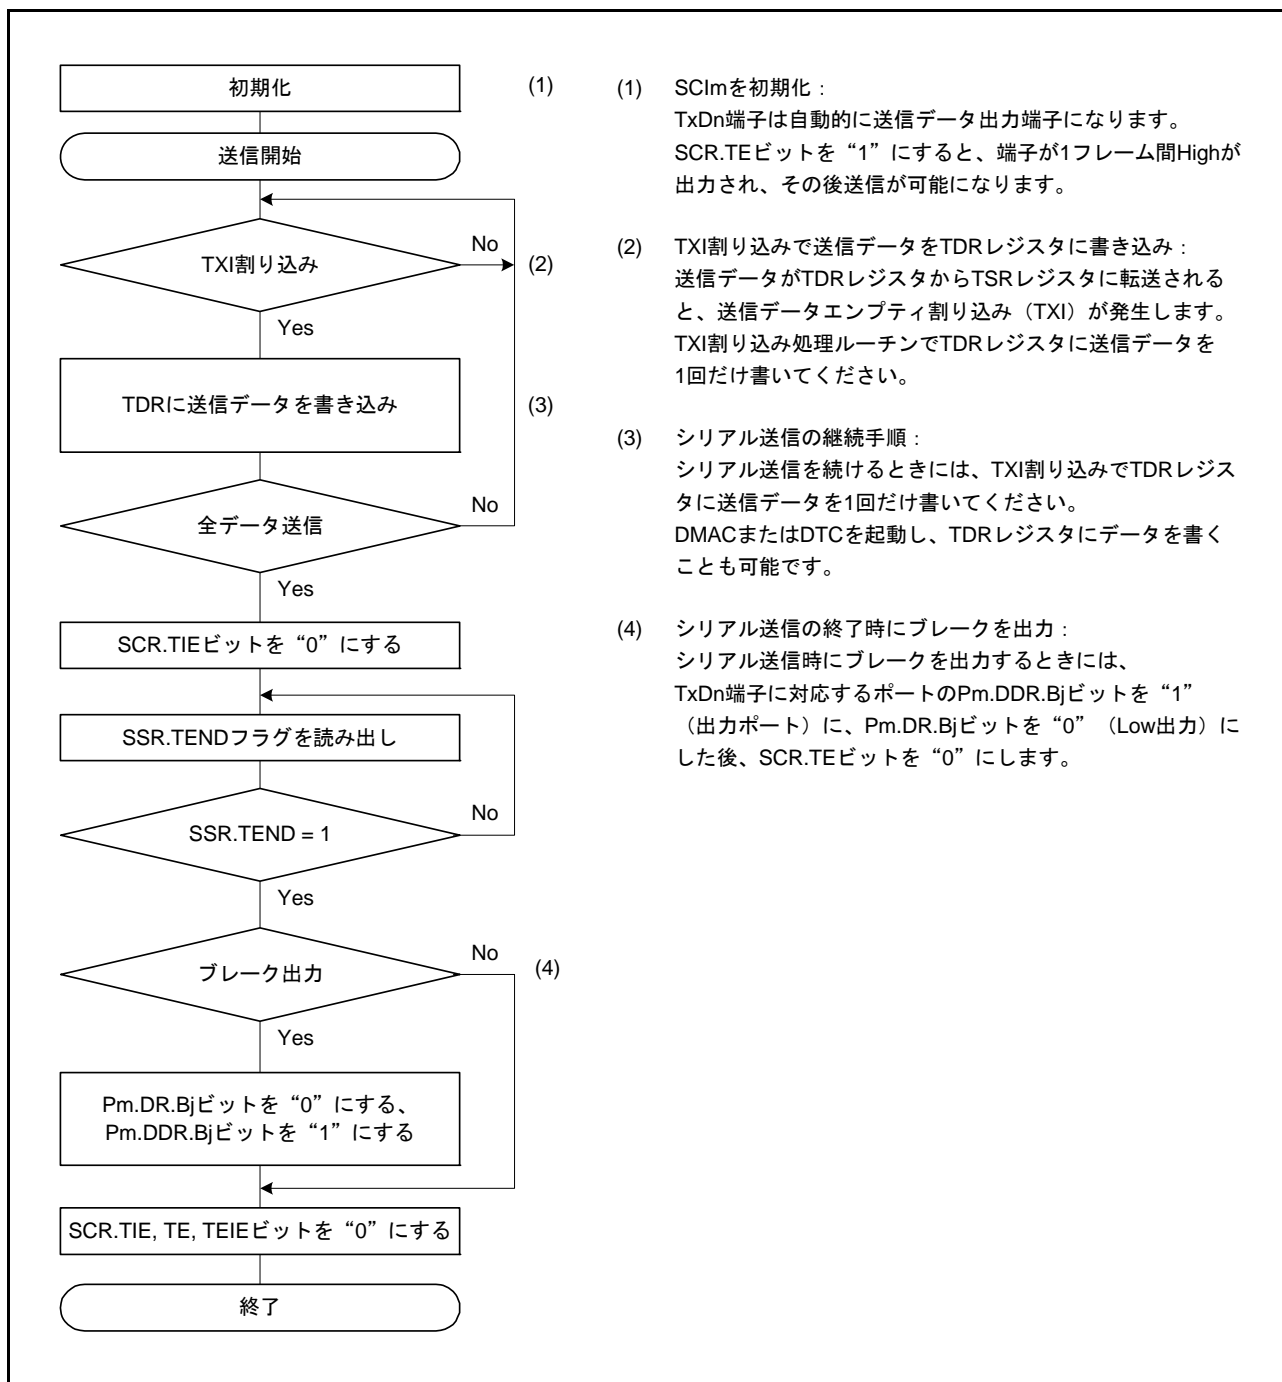 初期化
(1)
送信開始
TXI割り込み
No
(2)
Yes
TDRに送信データを書き込み
(3)
全データ送信
No
Yes
SCR.TIEビットを“0”にする
SSR.TENDフラグを読み出し
SSR.TEND = 1
No
Yes
ブレーク出力
No
(4)
Yes
Pm.DR.Bjビットを“0”にする、
Pm.DDR.Bjビットを“1”にする
SCR.TIE, TE, TEIEビットを“0”にする
終了
(1) SCImを初期化：
TxDn端子は自動的に送信データ出力端子になります。
SCR.TEビットを“1”にすると、端子が1フレーム間Highが
出力され、その後送信が可能になります。
(2) TXI割り込みで送信データをTDRレジスタに書き込み：
送信データがTDRレジスタからTSRレジスタに転送される
と、送信データエンプティ割り込み（TXI）が発生します。
TXI割り込み処理ルーチンでTDRレジスタに送信データを
1回だけ書いてください。
(3) シリアル送信の継続手順：
シリアル送信を続けるときには、TXI割り込みでTDRレジス
タに送信データを1回だけ書いてください。
DMACまたはDTCを起動し、TDRレジスタにデータを書く
ことも可能です。
(4) シリアル送信の終了時にブレークを出力：
シリアル送信時にブレークを出力するときには、
TxDn端子に対応するポートのPm.DDR.Bjビットを“1”
（出力ポート）に、Pm.DR.Bjビットを“0”（Low出力）に
した後、SCR.TEビットを“0”にします。